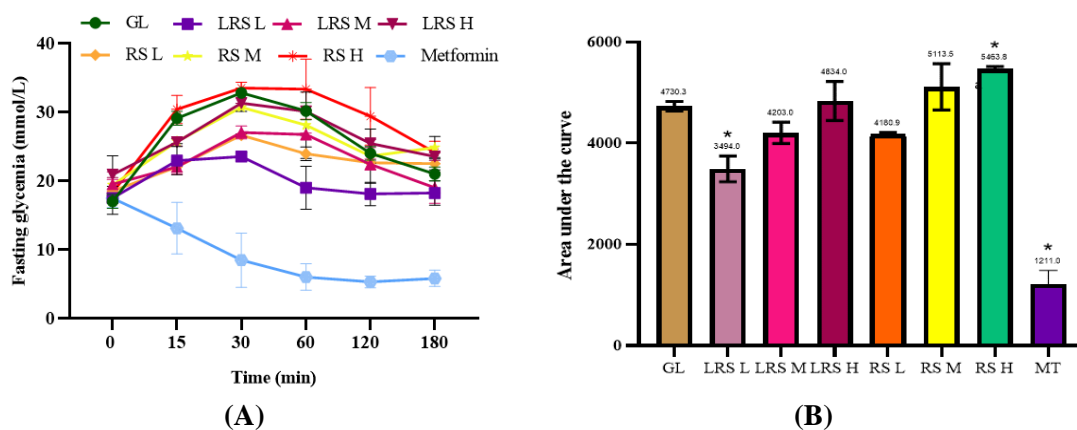 GL LRS L LRS M LRS H
RS L RS M RS H Metformin
Fasting glycemia (mmol/L)
40
30
20
10
0
0 15 30 60 120 180
Time (min)
(A)
Area under the curve
6000
4000
2000
0
4730.3
*
3494.0
4203.0
4834.0
4180.9
5113.5
*
5453.8
*
1211.0
GL LRS L LRS M LRS H RS L RS M RS H MT
(B)